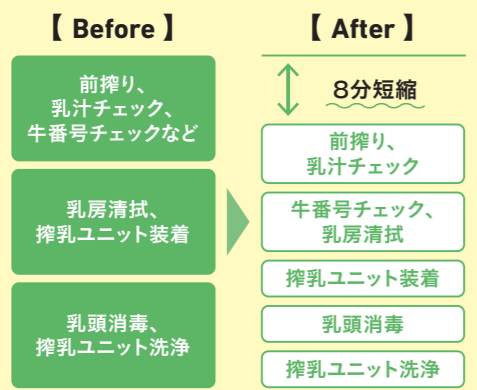 【 Before 】
前搾り、
乳汁チェック、
牛番号チェックなど
乳房清拭、
搾乳ユニット装着
乳頭消毒、
搾乳ユニット洗浄
【 After 】
8分短縮
前搾り、
乳汁チェック
牛番号チェック、
乳房清拭
搾乳ユニット装着
乳頭消毒
搾乳ユニット洗浄